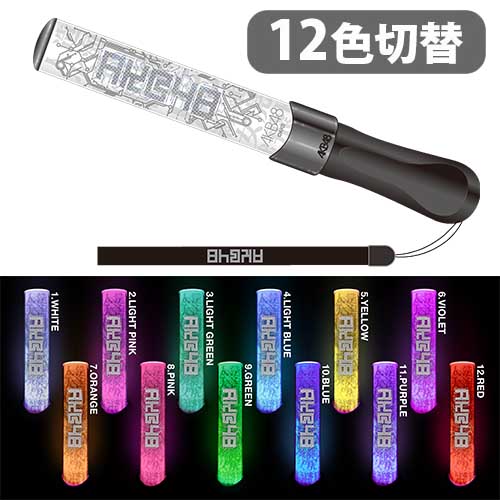 12色切替
AKB48
AKB48
AKB48
AKB48
1.WHITE
2.LIGHT PINK
3.LIGHT GREEN
4.LIGHT BLUE
5.YELLOW
6.VIOLET
7.ORANGE
8.PINK
9.GREEN
10.BLUE
11.PURPLE
12.RED